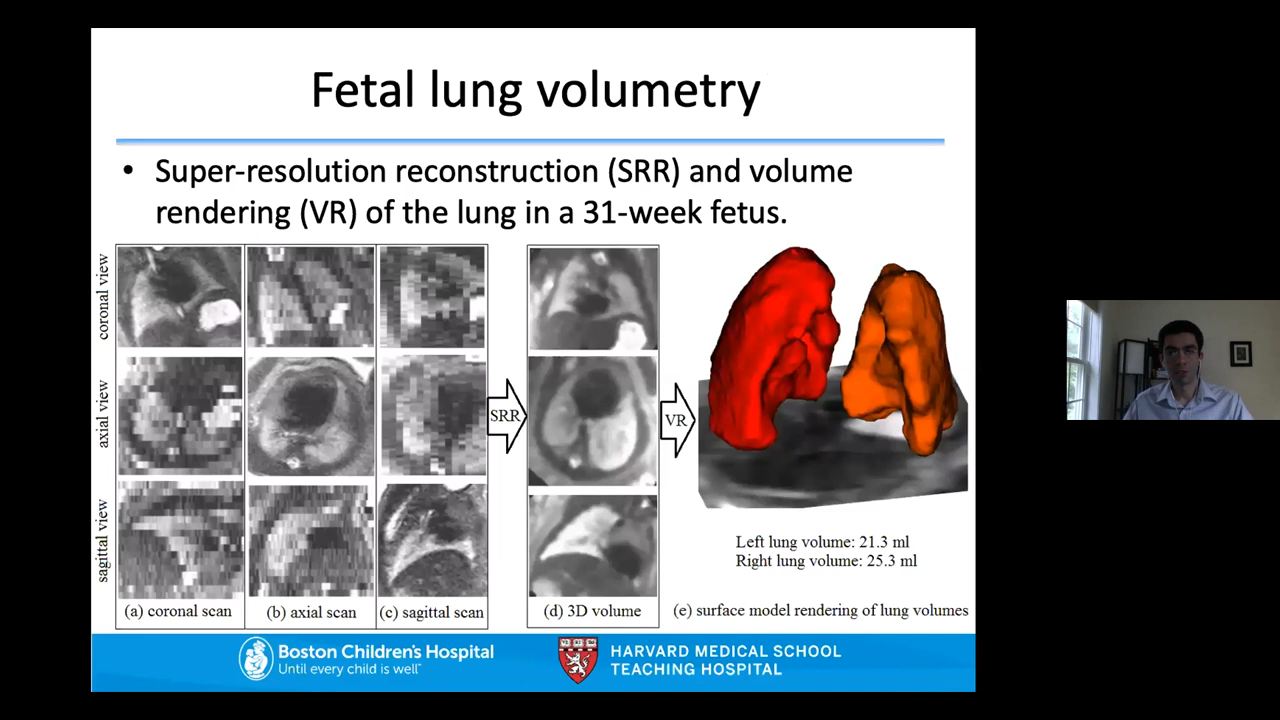 Fetal lung volumetry
• Super-resolution reconstruction (SRR) and volume
rendering (VR) of the lung in a 31-week fetus.
coronal view
axial view
sagittal view
SRR
VR
Left lung volume: 21.3 ml
Right lung volume: 25.3 ml
(a) coronal scan
(b) axial scan
(c) sagittal scan
(d) 3D volume
(e) surface model rendering of lung volumes
Boston Children's Hospital
Until every child is well™
HARVARD MEDICAL SCHOOL
TEACHING HOSPITAL